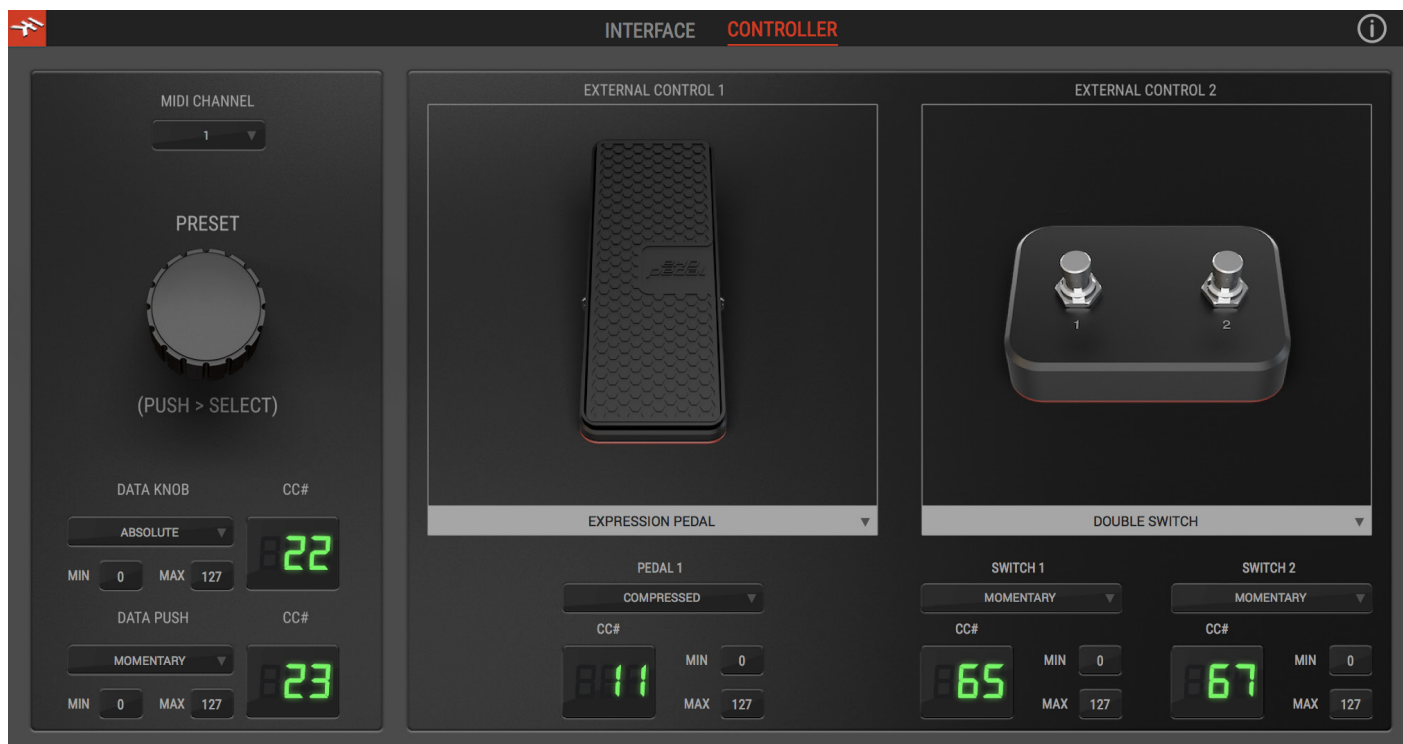 INTERFACE CONTROLLER
MIDI CHANNEL
1
PRESET
(PUSH > SELECT)
DATA KNOB CC#
ABSOLUTE
22
MIN 0 MAX 127
DATA PUSH CC#
MOMENTARY
23
MIN 0 MAX 127
EXTERNAL CONTROL 1
EXPRESSION PEDAL
PEDAL 1
COMPRESSED
CC#
11
MIN 0
MAX 127
EXTERNAL CONTROL 2
1 2
DOUBLE SWITCH
SWITCH 1
MOMENTARY
CC#
65
MIN 0
MAX 127
SWITCH 2
MOMENTARY
CC#
67
MIN 0
MAX 127